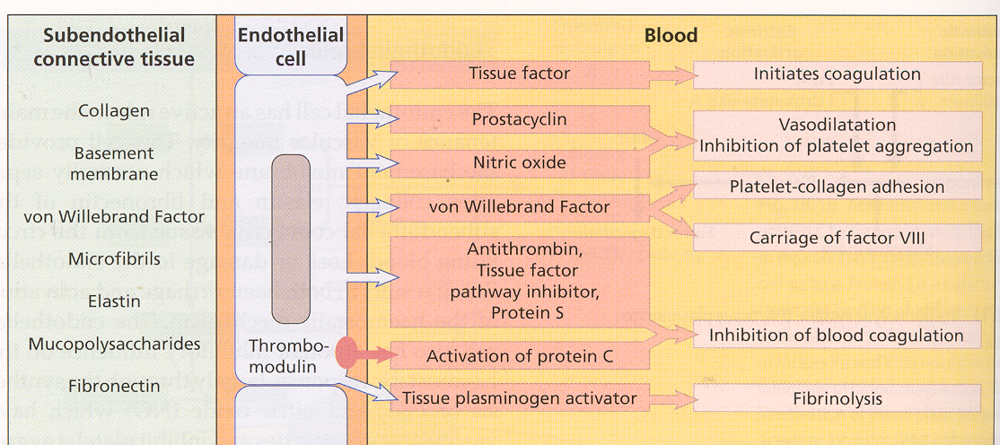 Subendothelial
connective tissue
Collagen
Basement
membrane
von Willebrand Factor
Microfibrils
Elastin
Mucopolysaccharides
Fibronectin
Endothelial
cell
Thrombo-
modulin
Blood
Tissue factor
Prostacyclin
Nitric oxide
von Willebrand Factor
Antithrombin,
Tissue factor
pathway inhibitor,
Protein S
Activation of protein C
Tissue plasminogen activator
Initiates coagulation
Vasodilatation
Inhibition of platelet aggregation
Platelet-collagen adhesion
Carriage of factor VIII
Inhibition of blood coagulation
Fibrinolysis